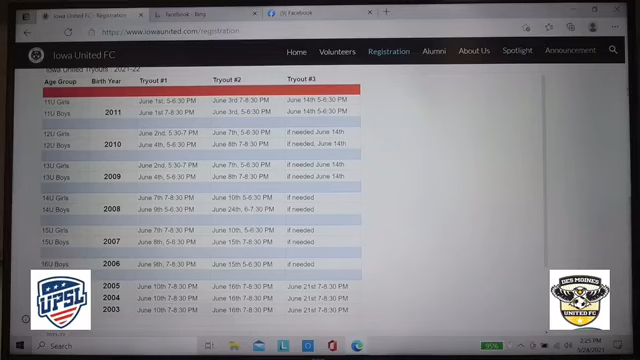 Iowa United FC - Registration
Facebook - Bing
Facebook
https://www.iowaunited.com/registration
Iowa United FC
Home Volunteers Registration Alumni About Us Spotlight Announcement
Iowa United Tryouts 2021-22
Age Group Birth Year Tryout #1 Tryout #2 Tryout #3
11U Girls June 1st, 5-6:30 PM June 3rd 7-8:30 PM June 14th 5-6:30 PM
11U Boys 2011 June 1st 7-8:30 PM June 3rd, 5-6:30 PM June 14th 5-6:30 PM
12U Girls June 2nd, 5:30-7 PM June 7th, 5-6:30 PM if needed June 14th
12U Boys 2010 June 4th, 5-6:30 PM June 8th 7-8:30 PM if needed, June 14th
13U Girls June 2nd, 5:30-7 PM June 7th, 5-6:30 PM if needed June 14th
13U Boys 2009 June 4th, 5-6:30 PM June 8th 7-8:30 PM if needed June 14th
14U Girls June 7th 7-8:30 PM June 10th 5-6:30 PM if needed
14U Boys 2008 June 9th 5-6:30 PM June 24th, 6-7:30 PM if needed
15U Girls June 7th 7-8:30 PM June 10th, 5-6:30 PM if needed
15U Boys 2007 June 8th, 5-6:30 PM June 15th 7-8:30 PM if needed
16U Boys 2006 June 9th, 7-8:30 PM June 15th 5-6:30 PM if needed
2005 June 10th 7-8:30 PM June 16th 7-8:30 PM June 21st 7-8:30 PM
2004 June 10th 7-8:30 PM June 16th 7-8:30 PM June 21st 7-8:30 PM
2003 June 10th 7-8:30 PM June 16th 7-8:30 PM June 21st 7-8:30 PM
UPSL
DES MOINES
UNITED FC
Search
95%
2:25 PM
5/24/2021